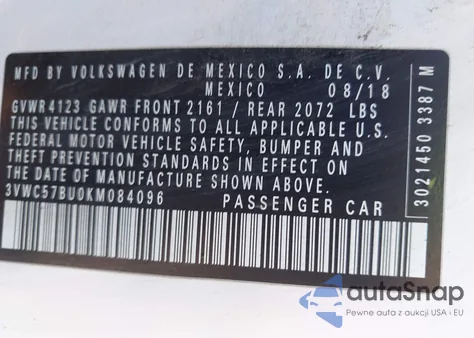 MFD BY VOLKSWAGEN DE MEXICO S.A. DE C.V.
MEXICO 08/18
GVWR 4123 GAWR FRONT 2161 / REAR 2072 LBS
THIS VEHICLE CONFORMS TO ALL APPLICABLE U.S.
FEDERAL MOTOR VEHICLE SAFETY, BUMPER AND
THEFT PREVENTION STANDARDS IN EFFECT ON
THE DATE OF MANUFACTURE SHOWN ABOVE.
3VWC57BU0KM084096 PASSENGER CAR
3021450 3387 M
autoSnap
Pewne auta z aukcji USA i EU